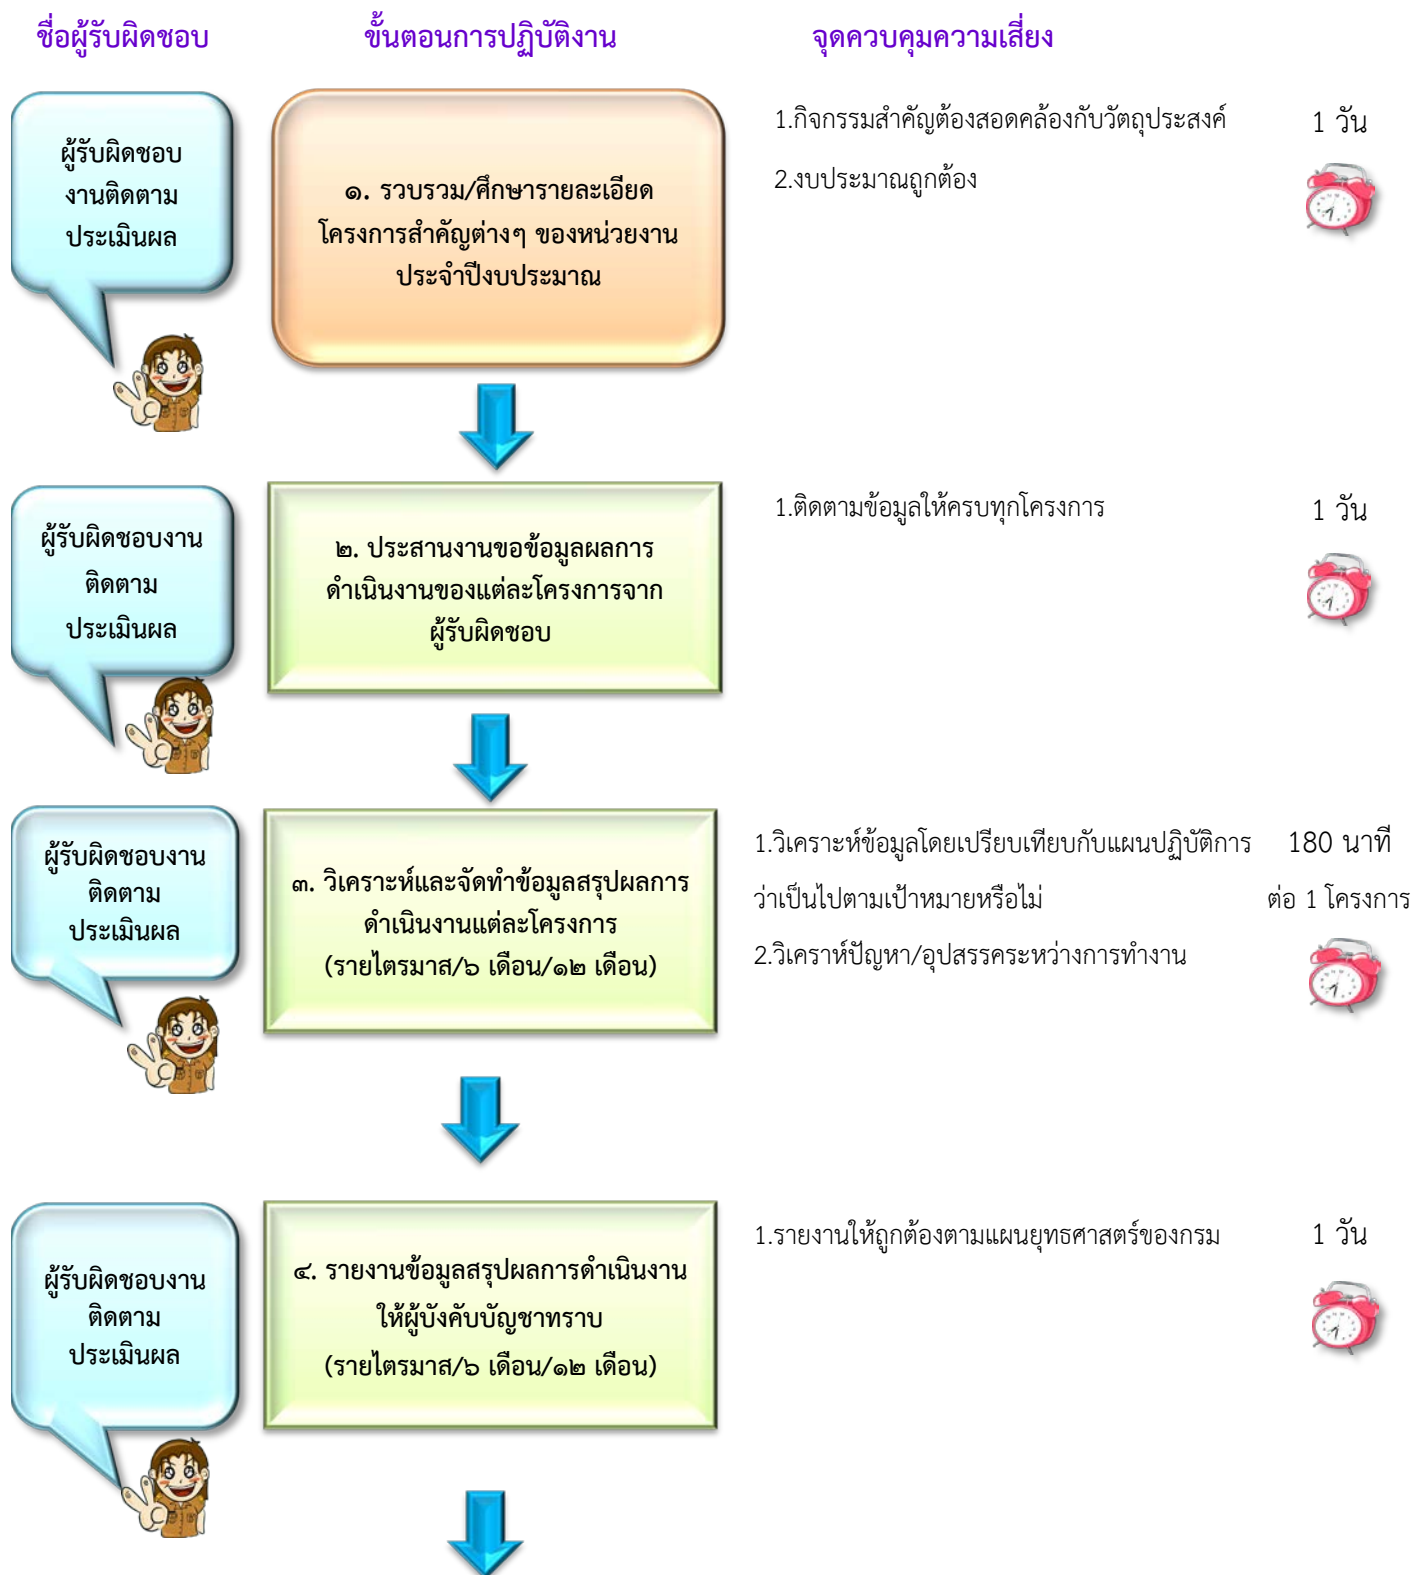 ชื่อผู้รับผิดชอบ
ขั้นตอนการปฏิบัติงาน
จุดควบคุมความเสี่ยง
ผู้รับผิดชอบ
งานติดตาม
ประเมินผล
๑. รวบรวม/ศึกษารายละเอียด
โครงการสำคัญต่างๆ ของหน่วยงาน
ประจำปีงบประมาณ
1.กิจกรรมสำคัญต้องสอดคล้องกับวัตถุประสงค์
2.งบประมาณถูกต้อง
1 วัน
ผู้รับผิดชอบงาน
ติดตาม
ประเมินผล
๒. ประสานงานขอข้อมูลผลการ
ดำเนินงานของแต่ละโครงการจาก
ผู้รับผิดชอบ
1.ติดตามข้อมูลให้ครบทุกโครงการ
1 วัน
ผู้รับผิดชอบงาน
ติดตาม
ประเมินผล
๓. วิเคราะห์และจัดทำข้อมูลสรุปผลการ
ดำเนินงานแต่ละโครงการ
(รายไตรมาส/๖ เดือน/๑๒ เดือน)
1.วิเคราะห์ข้อมูลโดยเปรียบเทียบกับแผนปฏิบัติการ
ว่าเป็นไปตามเป้าหมายหรือไม่
2.วิเคราห์ปัญหา/อุปสรรคระหว่างการทำงาน
180 นาที
ต่อ 1 โครงการ
ผู้รับผิดชอบงาน
ติดตาม
ประเมินผล
๔. รายงานข้อมูลสรุปผลการดำเนินงาน
ให้ผู้บังคับบัญชาทราบ
(รายไตรมาส/๖ เดือน/๑๒ เดือน)
1.รายงานให้ถูกต้องตามแผนยุทธศาสตร์ของกรม
1 วัน